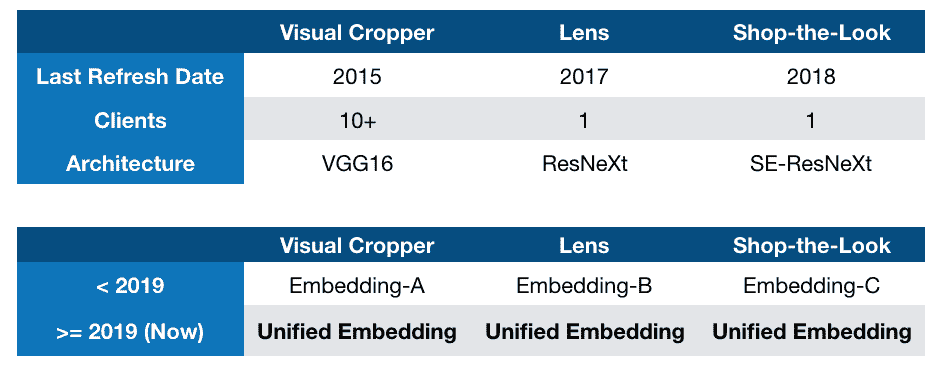 Visual Cropper Lens Shop-the-Look
Last Refresh Date 2015 2017 2018
Clients 10+ 1 1
Architecture VGG16 ResNeXt SE-ResNeXt
Visual Cropper Lens Shop-the-Look
< 2019 Embedding-A Embedding-B Embedding-C
>= 2019 (Now) Unified Embedding Unified Embedding Unified Embedding